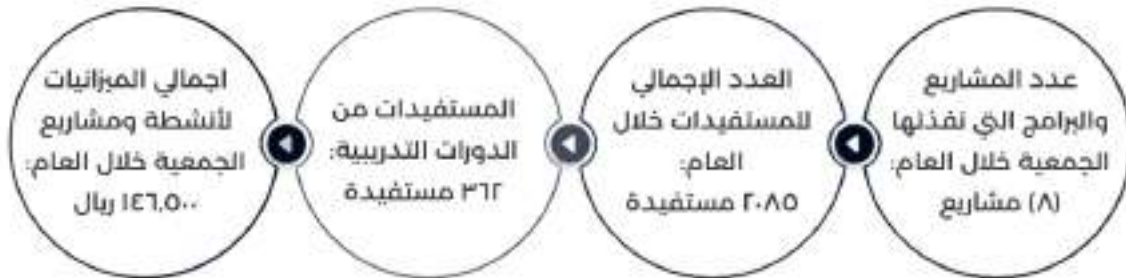 عدد المشاريع
والبرامج التي نفذتها
الجمعية خلال العام:
(٨) مشاريع
العدد الإجمالي
للمستفيدات خلال
العام:
٢٠٨٥ مستفيدة
المستفيدات من
الدورات التدريبية:
٣٦٢ مستفيدة
اجمالي الميزانيات
لأنشطة ومشاريع
الجمعية خلال العام:
١٤٦,٥٠٠ ريال